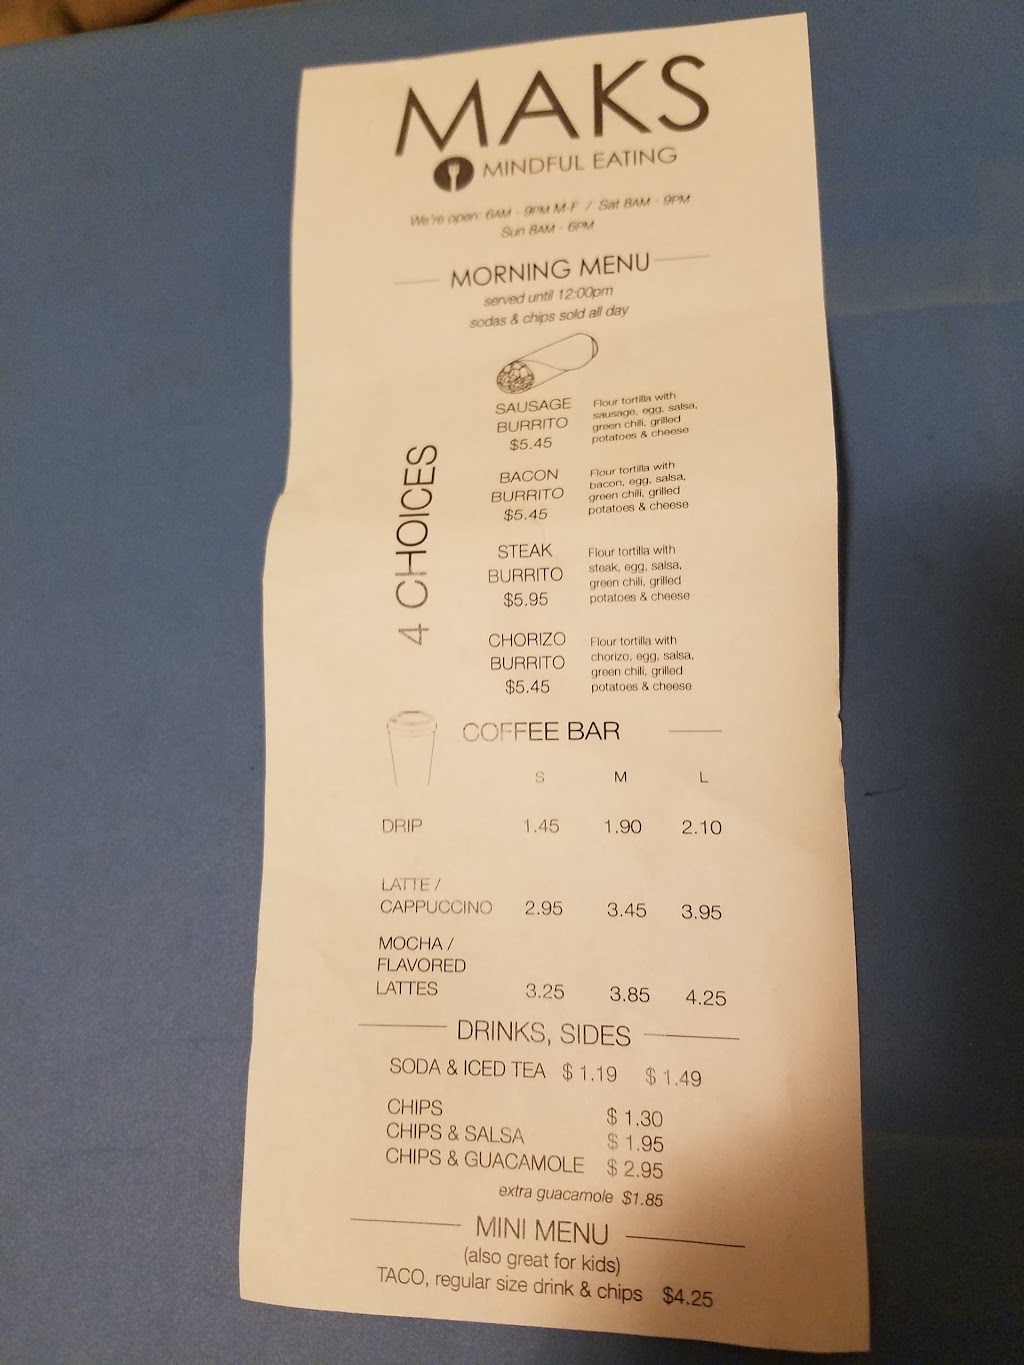 MAKS
MINDFUL EATING
We're open: 6AM - 9PM M-F / Sat 8AM - 9PM
Sun 8AM - 6PM
MORNING MENU
served until 12:00pm
sodas & chips sold all day
4 CHOICES
SAUSAGE
BURRITO
$5.45
Flour tortilla with
sausage, egg, salsa,
green chili, grilled
potatoes & cheese
BACON
BURRITO
$5.45
Flour tortilla with
bacon, egg, salsa,
green chili, grilled
potatoes & cheese
STEAK
BURRITO
$5.95
Flour tortilla with
steak, egg, salsa,
green chili, grilled
potatoes & cheese
CHORIZO
BURRITO
$5.45
Flour tortilla with
chorizo, egg, salsa,
green chili, grilled
potatoes & cheese
COFFEE BAR
S M L
DRIP 1.45 1.90 2.10
LATTE /
CAPPUCCINO 2.95 3.45 3.95
MOCHA /
FLAVORED
LATTES 3.25 3.85 4.25
DRINKS, SIDES
SODA & ICED TEA $ 1.19 $ 1.49
CHIPS $ 1.30
CHIPS & SALSA $ 1.95
CHIPS & GUACAMOLE $ 2.95
extra guacamole $1.85
MINI MENU
(also great for kids)
TACO, regular size drink & chips $4.25